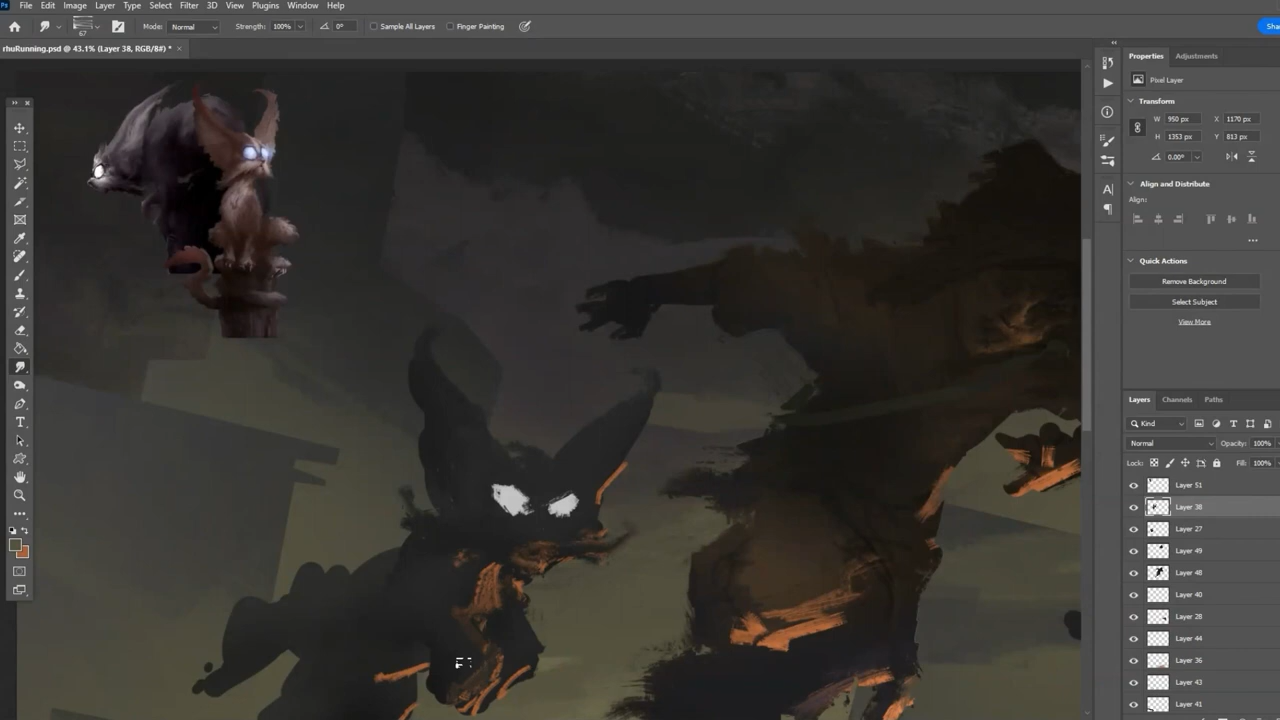 Ps File Edit Image Layer Type Select Filter 3D View Plugins Window Help
67 Mode: Normal Strength: 100% 0° Sample All Layers Finger Painting Sha
rhuRunning.psd @ 43.1% (Layer 38, RGB/8#) * ×
Properties Adjustments
Pixel Layer
Transform
W 950 px X 1170 px
H 1353 px Y 813 px
0.00°
Align and Distribute
Align:
Quick Actions
Remove Background
Select Subject
View More
Layers Channels Paths
Kind
Normal Opacity: 100%
Lock: Fill: 100%
Layer 51
Layer 38
Layer 27
Layer 49
Layer 48
Layer 40
Layer 28
Layer 44
Layer 36
Layer 43
Layer 41